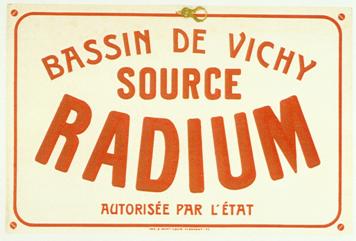 BASSIN DE VICHY
SOURCE
RADIUM
AUTORISÉE PAR L'ÉTAT